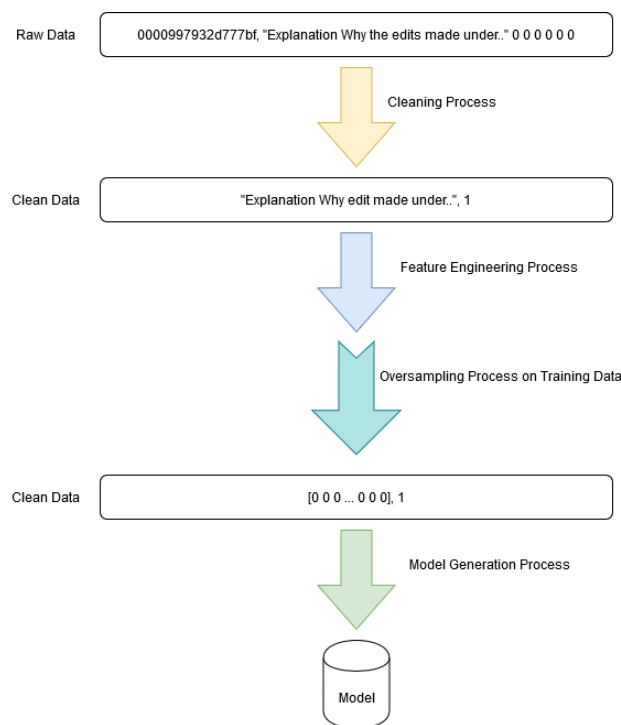 Raw Data
0000997932d777bf, "Explanation Why the edits made under.." 0 0 0 0 0 0
Cleaning Process
Clean Data
"Explanation Why edit made under..", 1
Feature Engineering Process
Oversampling Process on Training Data
Clean Data
[0 0 0 ... 0 0 0], 1
Model Generation Process
Model